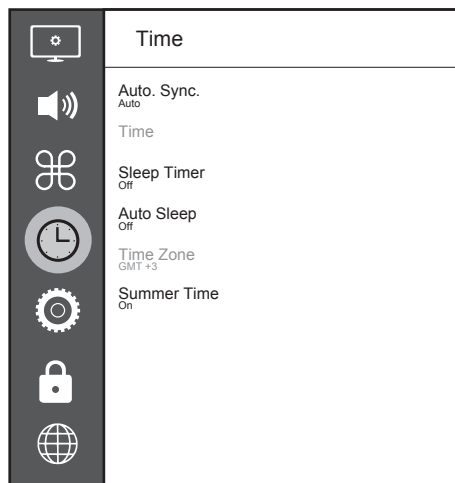 Time
Auto. Sync.
Auto
Time
Sleep Timer
Off
Auto Sleep
Off
Time Zone
GMT +3
Summer Time
On